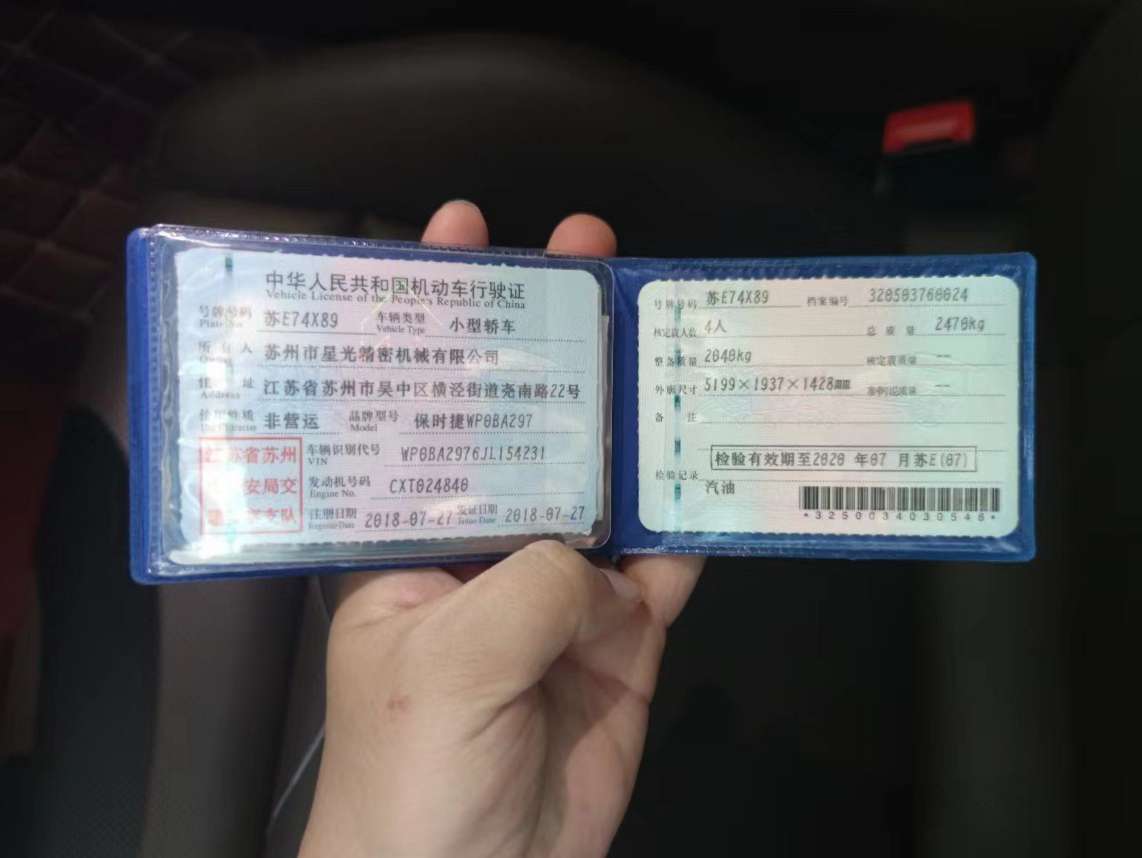 中华人民共和国机动车行驶证
Vehicle License of the People's Republic of China
号牌号码 苏E74X89 车辆类型 小型轿车
Plate No. Vehicle Type
所有人 苏州市星光精密机械有限公司
Owner
住址 江苏省苏州市吴中区横泾街道尧南路22号
Address
使用性质 非营运 品牌型号 保时捷WP0BA297
Use Character Model
江苏省苏州 车辆识别代号 WP0BA2976JL154231
VIN
安局交 发动机号码 CXT024840
Engine No.
支队 注册日期 2018-07-27 发证日期 2018-07-27
Register Date Issue Date
号牌号码 苏E74X89 档案编号 320503760024
核定载人数 4人 总质量 2470kg
整备质量 2040kg 核定载质量 --
外廓尺寸 5199×1937×1428mm 准牵引总质量 --
备注
检验有效期至2020 年07 月苏E(07)
检验记录
汽油
*3250034030546*